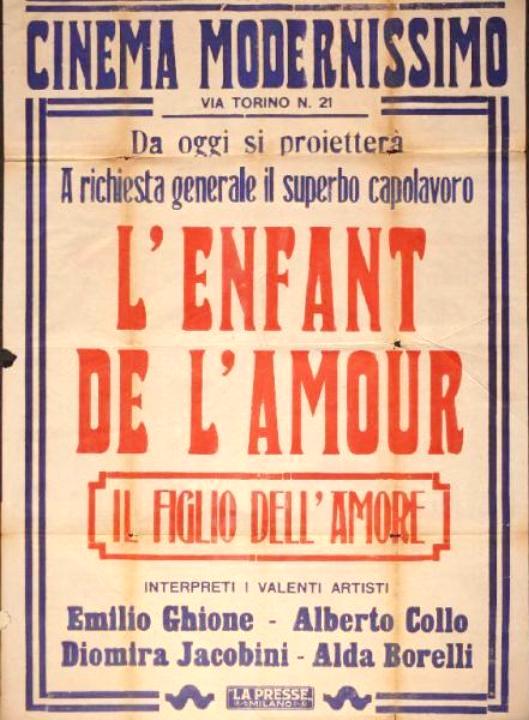 CINEMA MODERNISSIMO
VIA TORINO N. 21
Da oggi si proietterà
A richiesta generale il superbo capolavoro
L'ENFANT
DE L'AMOUR
IL FIGLIO DELL'AMORE
INTERPRETI I VALENTI ARTISTI
Emilio Ghione - Alberto Collo
Diomira Jacobini - Alda Borelli
LA PRESSE
MILANO